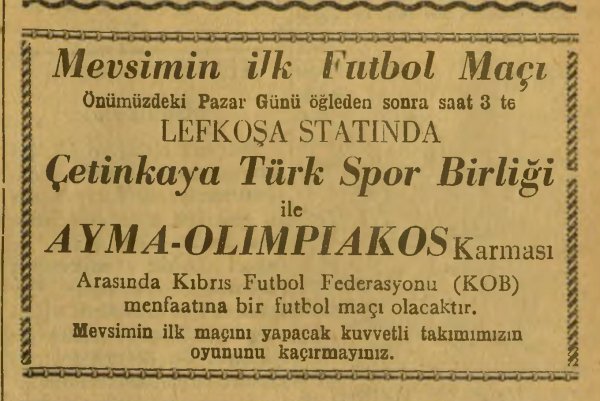 Mevsimin ilk Futbol Maçı
Önümüzdeki Pazar Günü öğleden sonra saat 3 te
LEFKOŞA STATINDA
Çetinkaya Türk Spor Birliği
ile
AYMA-OLIMPIAKOS Karması
Arasında Kıbrıs Futbol Federasyonu (KOB)
menfaatına bir futbol maçı olacaktır.
Mevsimin ilk maçını yapacak kuvvetli takımımızın
oyununu kaçırmayınız.